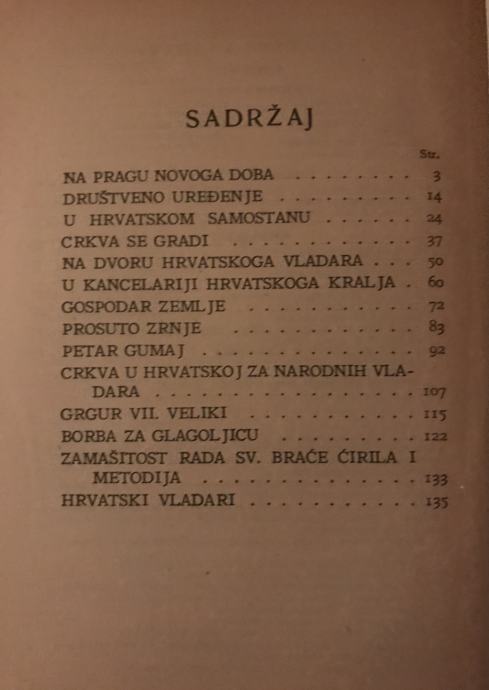 SADRŽAJ
Str.
NA PRAGU NOVOGA DOBA . . . . . . . . 3
DRUŠTVENO UREĐENJE . . . . . . . . 14
U HRVATSKOM SAMOSTANU . . . . . . 24
CRKVA SE GRADI . . . . . . . . . . . 37
NA DVORU HRVATSKOGA VLADARA . . . 50
U KANCELARIJI HRVATSKOGA KRALJA . 60
GOSPODAR ZEMLJE . . . . . . . . . . 72
PROSUTO ZRNJE . . . . . . . . . . . 83
PETAR GUMAJ . . . . . . . . . . . . . 92
CRKVA U HRVATSKOJ ZA NARODNIH VLA-
DARA . . . . . . . . . . . . . . . . 107
GRGUR VII. VELIKI . . . . . . . . . . 115
BORBA ZA GLAGOLJICU . . . . . . . . 122
ZAMAŠITOST RADA SV. BRAĆE ĆIRILA I
METODIJA . . . . . . . . . . . . . 133
HRVATSKI VLADARI . . . . . . . . . . 135